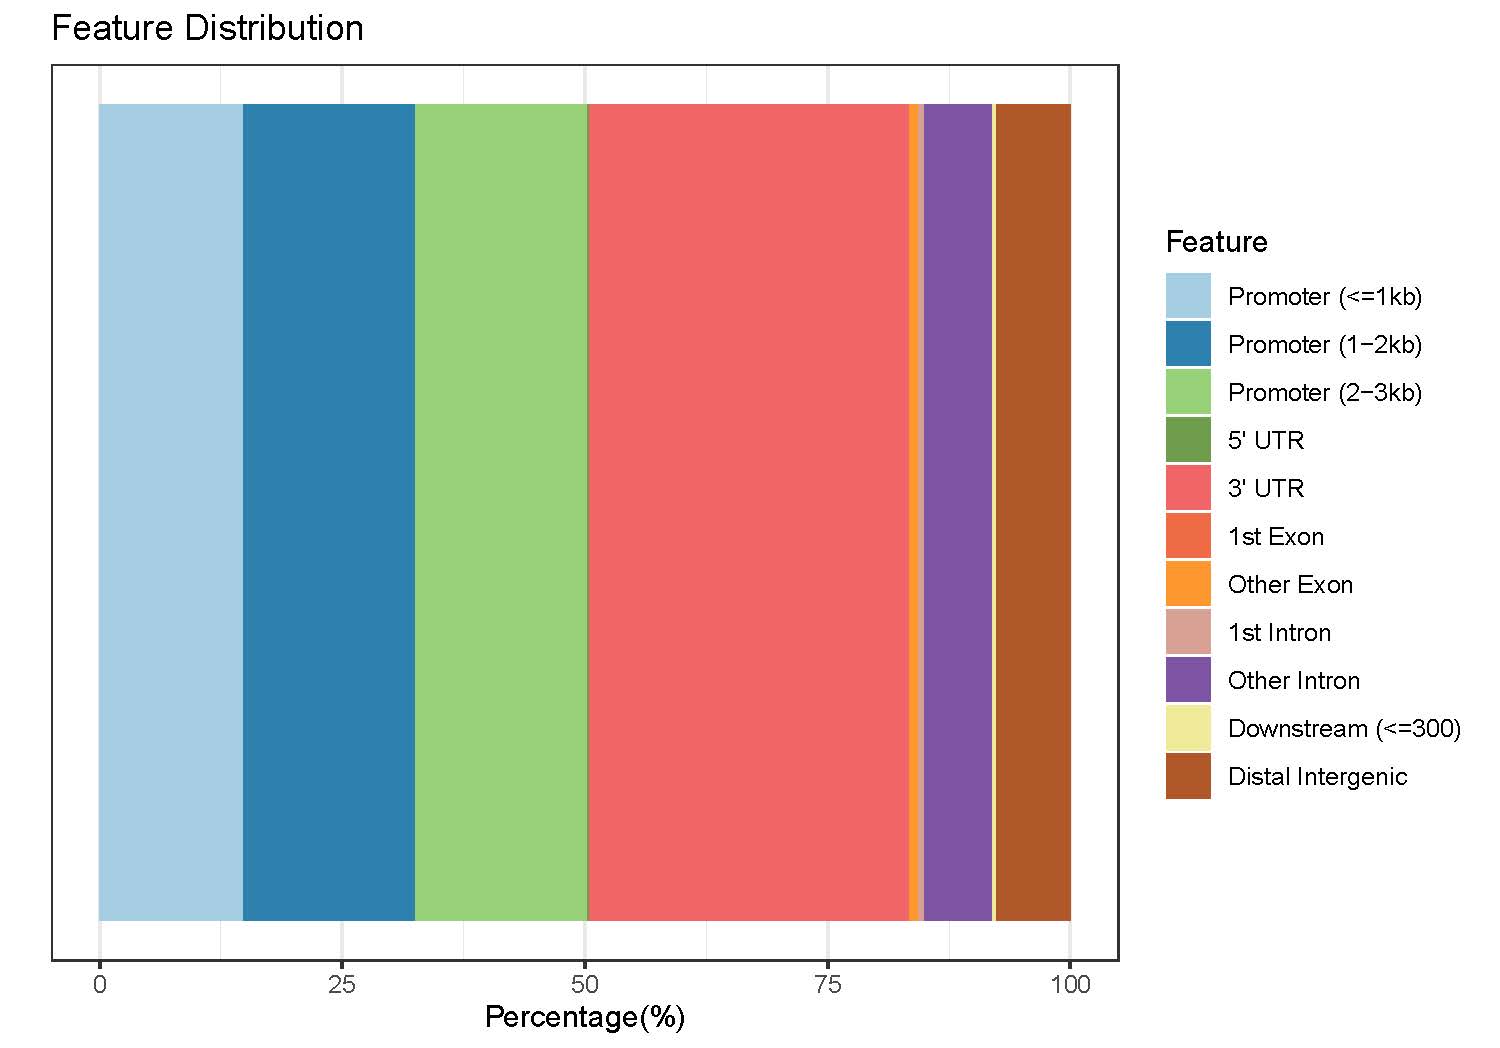 Feature Distribution
Feature
Promoter (<=1kb)
Promoter (1−2kb)
Promoter (2−3kb)
5' UTR
3' UTR
1st Exon
Other Exon
1st Intron
Other Intron
Downstream (<=300)
Distal Intergenic
0 25 50 75 100
Percentage(%)